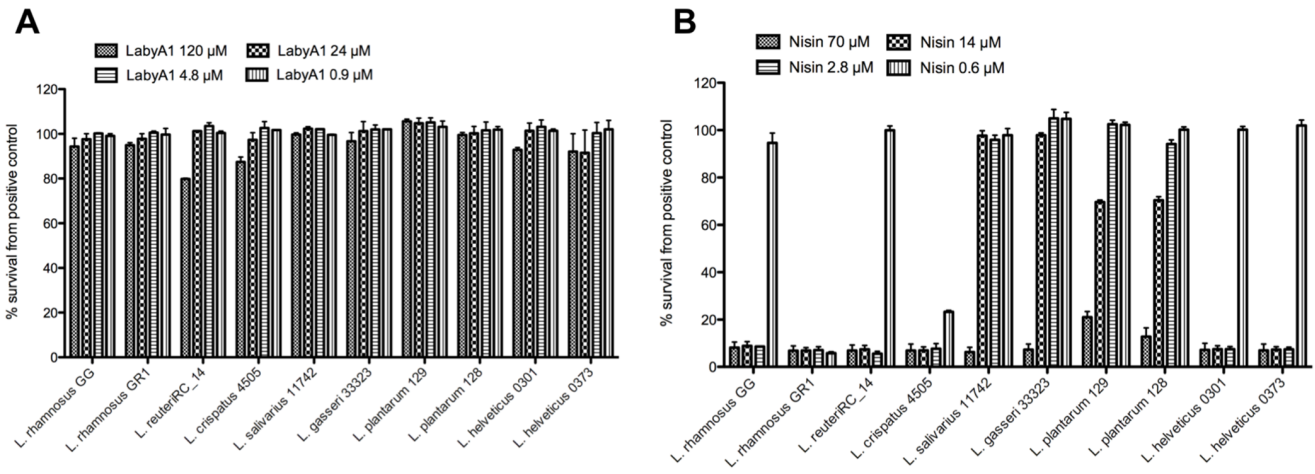 A
LabyA1 120 µM LabyA1 24 µM
LabyA1 4.8 µM LabyA1 0.9 µM
% survival from positive control
120
100
80
60
40
20
0
L. rhamnosus GG
L. rhamnosus GR1
L. reuteriRC_14
L. crispatus 4505
L. salivarius 11742
L. gasseri 33323
L. plantarum 129
L. plantarum 128
L. helveticus 0301
L. helveticus 0373
B
Nisin 70 µM Nisin 14 µM
Nisin 2.8 µM Nisin 0.6 µM
% survival from positive control
120
100
80
60
40
20
0
L. rhamnosus GG
L. rhamnosus GR1
L. reuteriRC_14
L. crispatus 4505
L. salivarius 11742
L. gasseri 33323
L. plantarum 129
L. plantarum 128
L. helveticus 0301
L. helveticus 0373